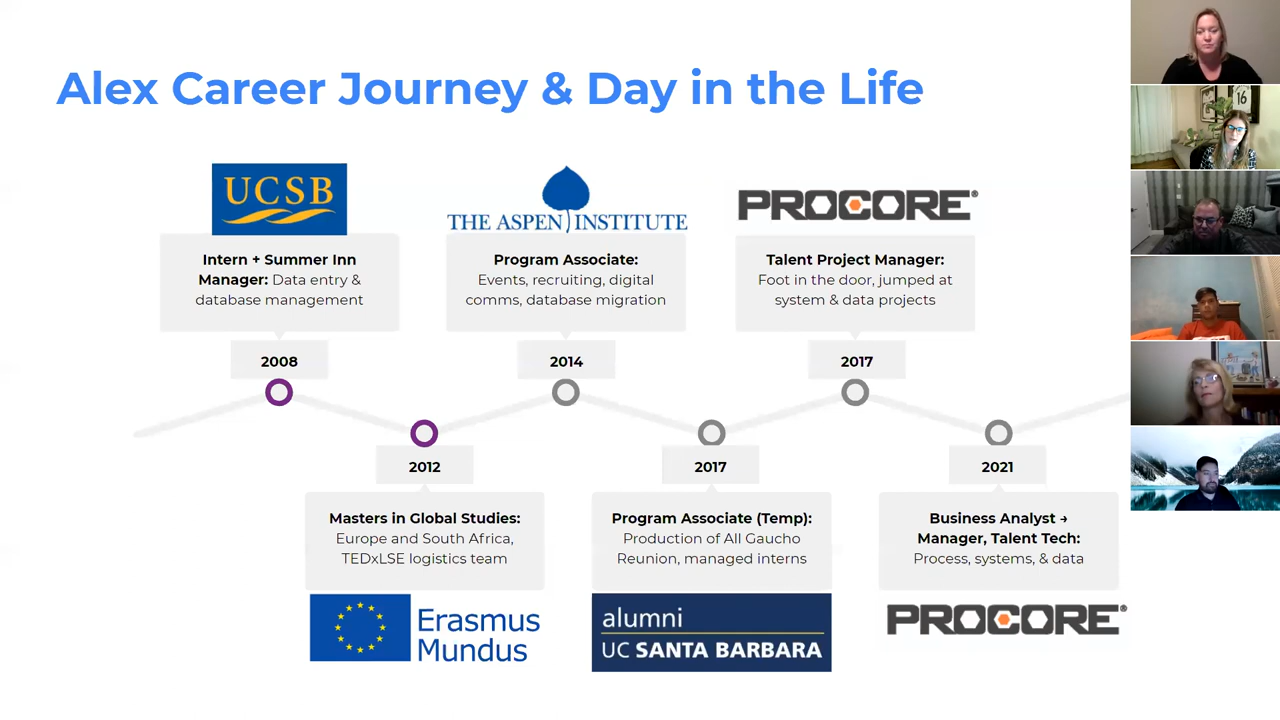 Alex Career Journey & Day in the Life
UCSB
Intern + Summer Inn
Manager: Data entry &
database management
2008
THE ASPEN INSTITUTE
Program Associate:
Events, recruiting, digital
comms, database migration
2014
PROCORE®
Talent Project Manager:
Foot in the door, jumped at
system & data projects
2017
2012
Masters in Global Studies:
Europe and South Africa,
TEDxLSE logistics team
Erasmus
Mundus
2017
Program Associate (Temp):
Production of All Gaucho
Reunion, managed interns
alumni
UC SANTA BARBARA
2021
Business Analyst →
Manager, Talent Tech:
Process, systems, & data
PROCORE®
16